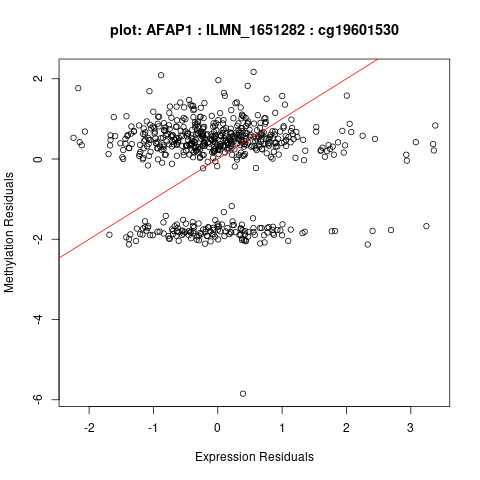 plot: AFAP1 : ILMN_1651282 : cg19601530
Methylation Residuals
2
0
-2
-4
-6
-2 -1 0 1 2 3
Expression Residuals